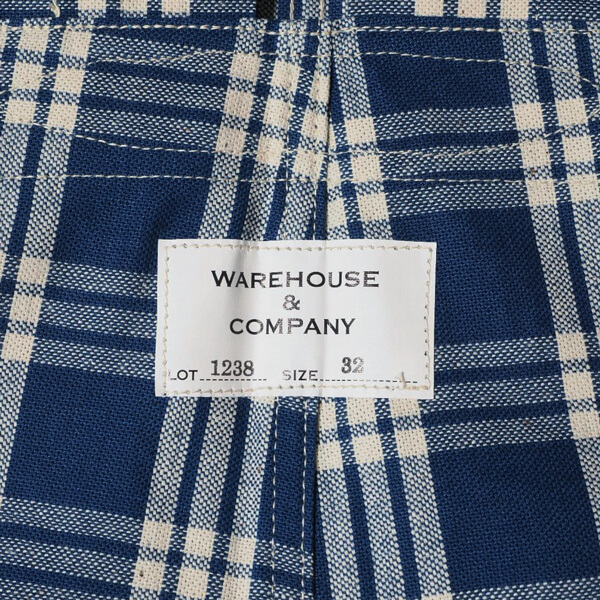 WAREHOUSE
&
COMPANY
LOT 1238 SIZE 32